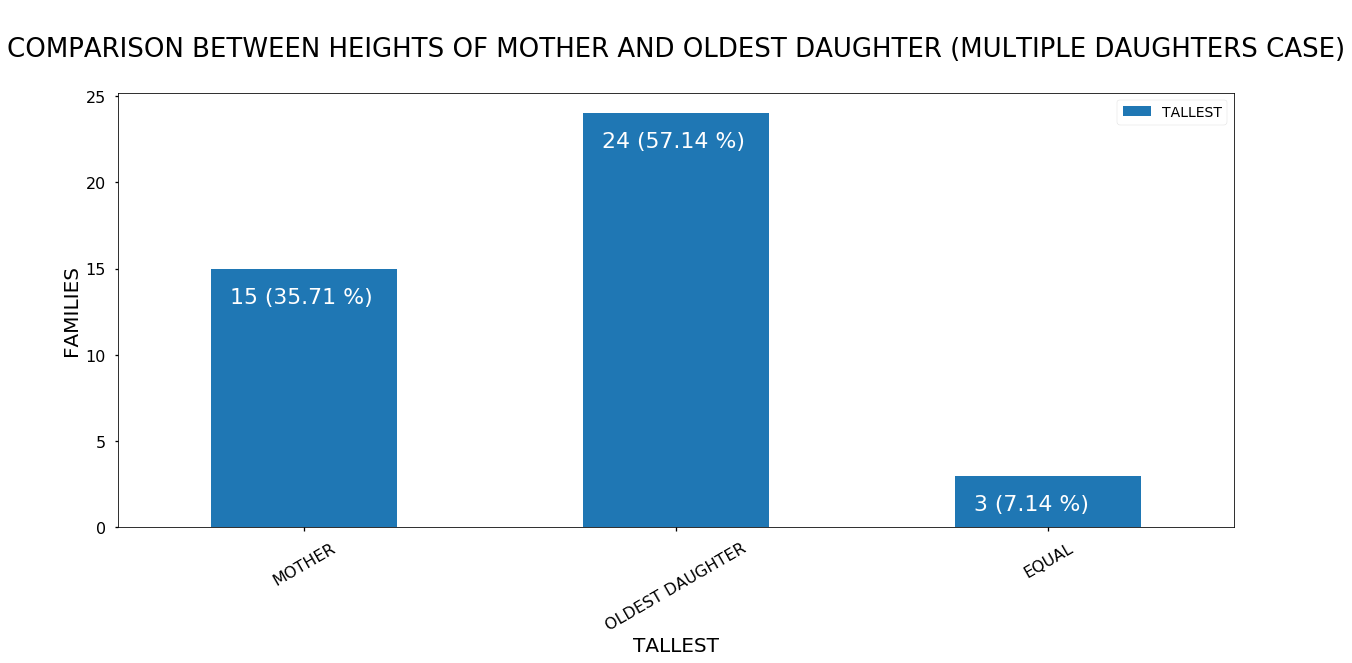 COMPARISON BETWEEN HEIGHTS OF MOTHER AND OLDEST DAUGHTER (MULTIPLE DAUGHTERS CASE)
TALLEST
25
20
15
10
5
0
FAMILIES
15 (35.71 %)
24 (57.14 %)
3 (7.14 %)
MOTHER
OLDEST DAUGHTER
EQUAL
TALLEST